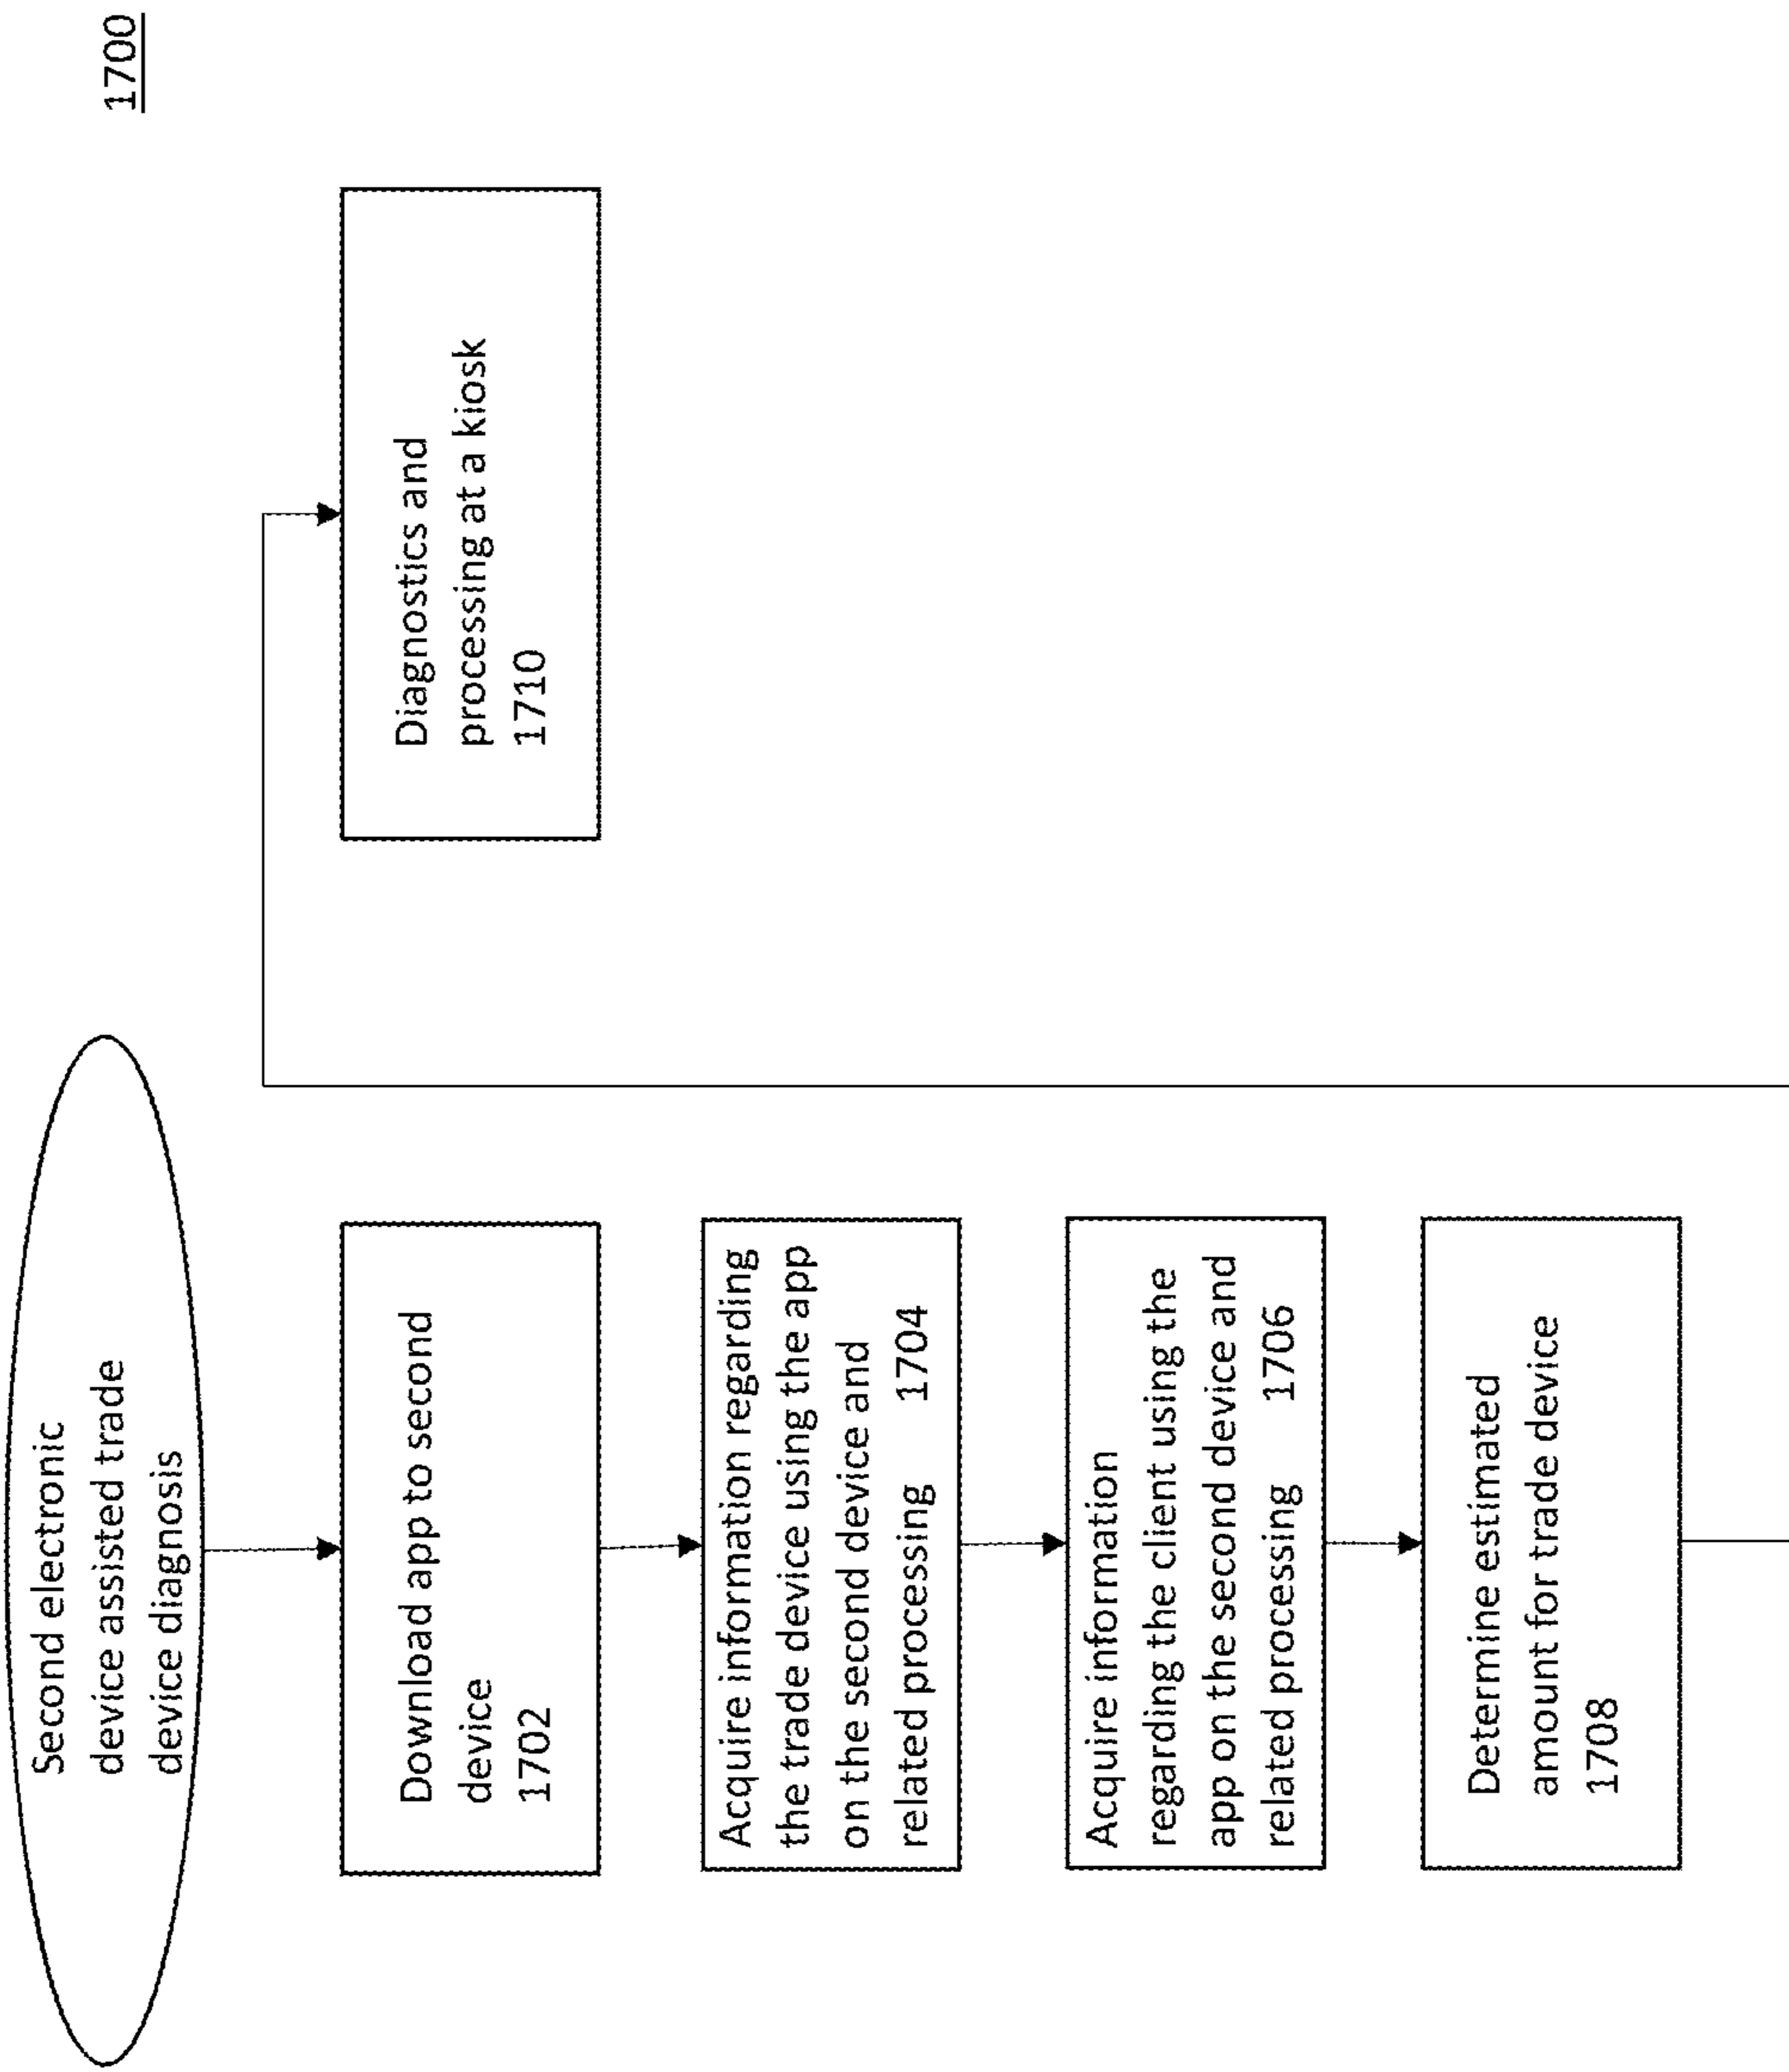 1700
Second electronic
device assisted trade
device diagnosis
Download app to second
device
1702
Acquire information regarding
the trade device using the app
on the second device and
related processing 1704
Acquire information
regarding the client using the
app on the second device and
related processing 1706
Determine estimated
amount for trade device
1708
Diagnostics and
processing at a kiosk
1710